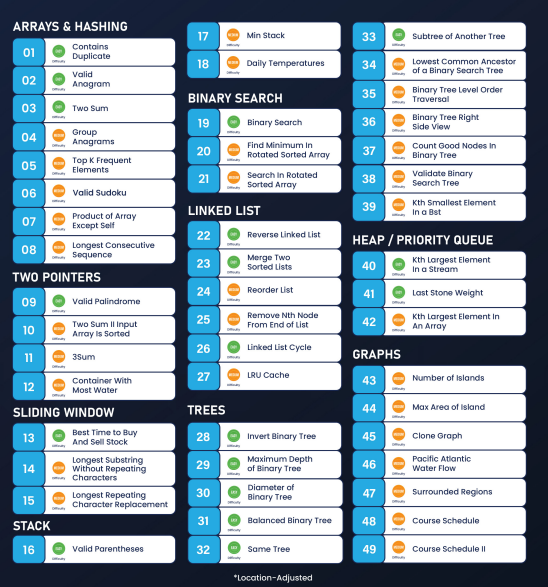 ARRAYS & HASHING
01
EASY
Difficulty
Contains
Duplicate
02
EASY
Difficulty
Valid
Anagram
03
EASY
Difficulty
Two Sum
04
MEDIUM
Difficulty
Group
Anagrams
05
MEDIUM
Difficulty
Top K Frequent
Elements
06
MEDIUM
Difficulty
Valid Sudoku
07
MEDIUM
Difficulty
Product of Array
Except Self
08
MEDIUM
Difficulty
Longest Consecutive
Sequence
TWO POINTERS
09
EASY
Difficulty
Valid Palindrome
10
MEDIUM
Difficulty
Two Sum II Input
Array Is Sorted
11
MEDIUM
Difficulty
3Sum
12
MEDIUM
Difficulty
Container With
Most Water
SLIDING WINDOW
13
EASY
Difficulty
Best Time to Buy
And Sell Stock
14
MEDIUM
Difficulty
Longest Substring
Without Repeating
Characters
15
MEDIUM
Difficulty
Longest Repeating
Character Replacement
STACK
16
EASY
Difficulty
Valid Parentheses
17
MEDIUM
Difficulty
Min Stack
18
MEDIUM
Difficulty
Daily Temperatures
BINARY SEARCH
19
EASY
Difficulty
Binary Search
20
MEDIUM
Difficulty
Find Minimum In
Rotated Sorted Array
21
MEDIUM
Difficulty
Search In Rotated
Sorted Array
LINKED LIST
22
EASY
Difficulty
Reverse Linked List
23
EASY
Difficulty
Merge Two
Sorted Lists
24
MEDIUM
Difficulty
Reorder List
25
MEDIUM
Difficulty
Remove Nth Node
From End of List
26
EASY
Difficulty
Linked List Cycle
27
MEDIUM
Difficulty
LRU Cache
TREES
28
EASY
Difficulty
Invert Binary Tree
29
EASY
Difficulty
Maximum Depth
of Binary Tree
30
EASY
Difficulty
Diameter of
Binary Tree
31
EASY
Difficulty
Balanced Binary Tree
32
EASY
Difficulty
Same Tree
33
EASY
Difficulty
Subtree of Another Tree
34
MEDIUM
Difficulty
Lowest Common Ancestor
of a Binary Search Tree
35
MEDIUM
Difficulty
Binary Tree Level Order
Traversal
36
MEDIUM
Difficulty
Binary Tree Right
Side View
37
MEDIUM
Difficulty
Count Good Nodes In
Binary Tree
38
MEDIUM
Difficulty
Validate Binary
Search Tree
39
MEDIUM
Difficulty
Kth Smallest Element
In a Bst
HEAP / PRIORITY QUEUE
40
EASY
Difficulty
Kth Largest Element
In a Stream
41
EASY
Difficulty
Last Stone Weight
42
MEDIUM
Difficulty
Kth Largest Element In
An Array
GRAPHS
43
MEDIUM
Difficulty
Number of Islands
44
MEDIUM
Difficulty
Max Area of Island
45
MEDIUM
Difficulty
Clone Graph
46
MEDIUM
Difficulty
Pacific Atlantic
Water Flow
47
MEDIUM
Difficulty
Surrounded Regions
48
MEDIUM
Difficulty
Course Schedule
49
MEDIUM
Difficulty
Course Schedule II
*Location-Adjusted